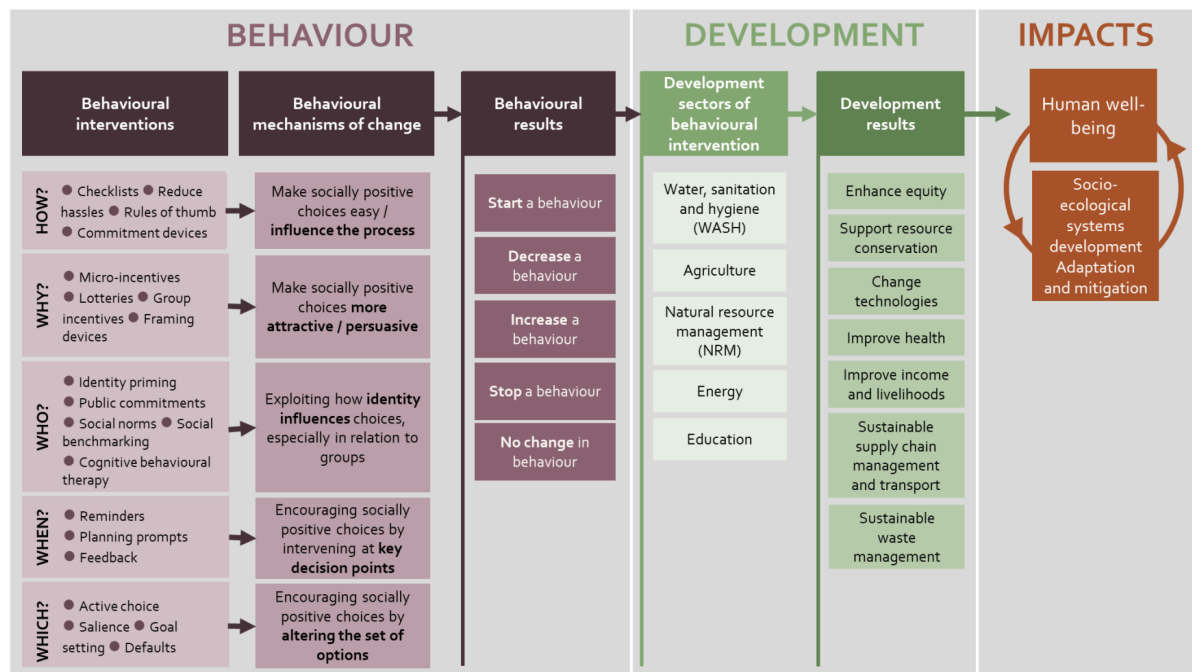 BEHAVIOUR
DEVELOPMENT
IMPACTS
Behavioural
interventions
Behavioural
mechanisms of change
Behavioural
results
Development
sectors of
behavioural
intervention
Development
results
Human well-
being
HOW?
Checklists Reduce
hassles Rules of thumb
Commitment devices
Make socially positive
choices easy /
influence the process
WHY?
Micro-incentives
Lotteries Group
incentives Framing
devices
Make socially positive
choices more
attractive / persuasive
WHO?
Identity priming
Public commitments
Social norms Social
benchmarking
Cognitive behavioural
therapy
Exploiting how identity
influences choices,
especially in relation to
groups
WHEN?
Reminders
Planning prompts
Feedback
Encouraging socially
positive choices by
intervening at key
decision points
WHICH?
Active choice
Salience Goal
setting Defaults
Encouraging socially
positive choices by
altering the set of
options
Start a behaviour
Decrease a
behaviour
Increase a
behaviour
Stop a behaviour
No change in
behaviour
Water, sanitation
and hygiene
(WASH)
Agriculture
Natural resource
management
(NRM)
Energy
Education
Enhance equity
Support resource
conservation
Change
technologies
Improve health
Improve income
and livelihoods
Sustainable
supply chain
management
and transport
Sustainable
waste
management
Socio-
ecological
systems
development
Adaptation
and mitigation